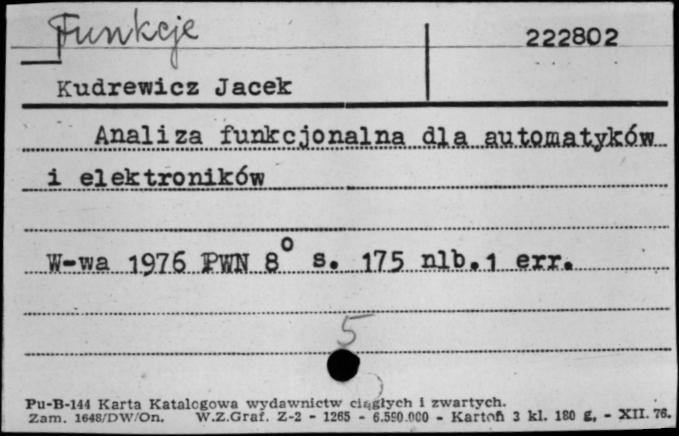 Funkcje
222802
Kudrewicz Jacek
Analiza funkcjonalna dla automatyków
i elektroników
W-wa 1976 PWN 8° s. 175 nlb.1 err.
5
Pu-B-144 Karta Katalogowa wydawnictw ciągłych i zwartych.
Zam. 1648/DW/On. W.Z.Graf. Z-2 - 1265 - 6.550.000 - Kartoń 3 kl. 180 g, - XII. 76.